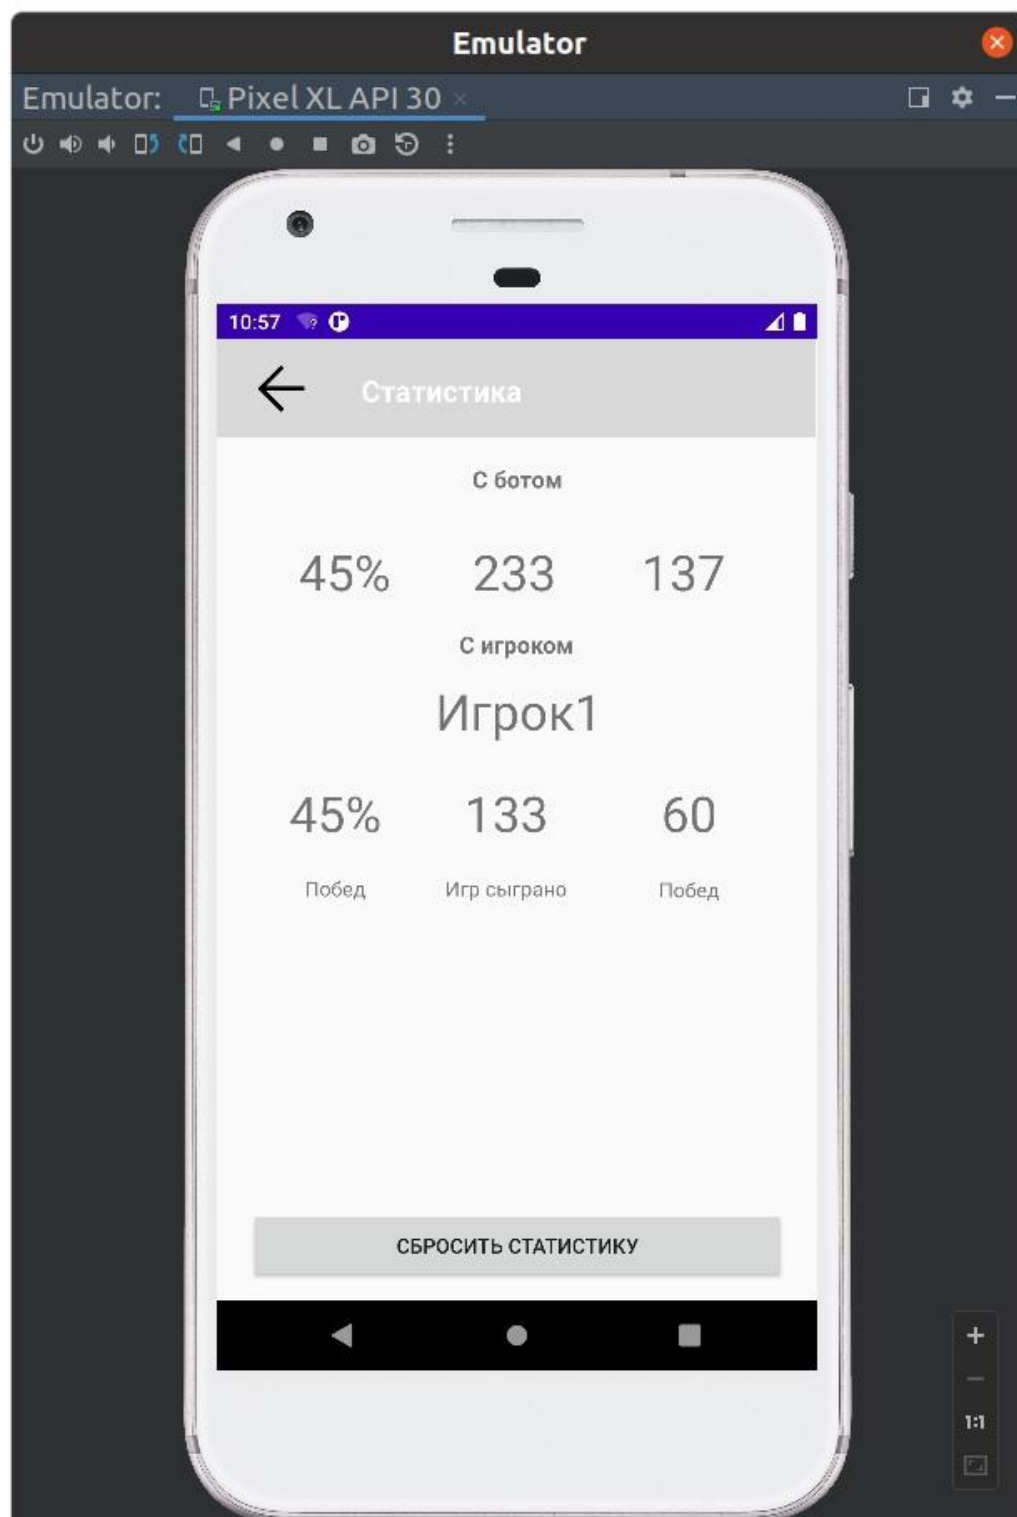 Emulator
Emulator: Pixel XL API 30
10:57
Статистика
С ботом
45% 233 137
С игроком
Игрок1
45% 133 60
Побед Игр сыграно Побед
СБРОСИТЬ СТАТИСТИКУ
1:1